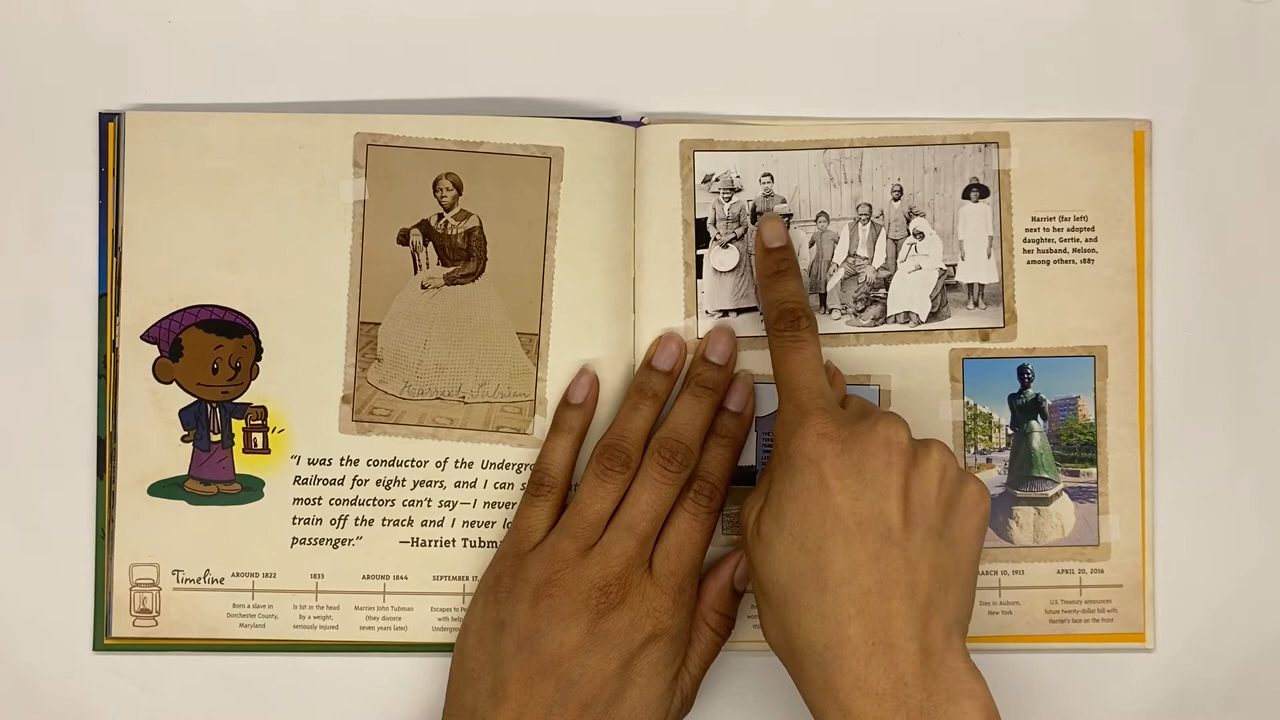 Harriet Tubman
"I was the conductor of the
Railroad for eight years, and I can
most conductors can't say—I never
train off the track and I never
passenger." —Harriet
Timeline
AROUND 1822
Born a slave in
Dorchester County,
Maryland
1833
Is hit in the head
by a weight;
seriously injured
AROUND 1844
Marries John Tubman
(they divorce
seven years later)
SEPTEMBER 17,
Escapes to
with help
Harriet (far left)
next to her adopted
daughter, Gertie, and
her husband, Nelson,
among others, 1887
MARCH 10, 1913
Dies in Auburn,
New York
APRIL 20, 2016
U.S. Treasury announces
future twenty-dollar bill with
Harriet's face on the front